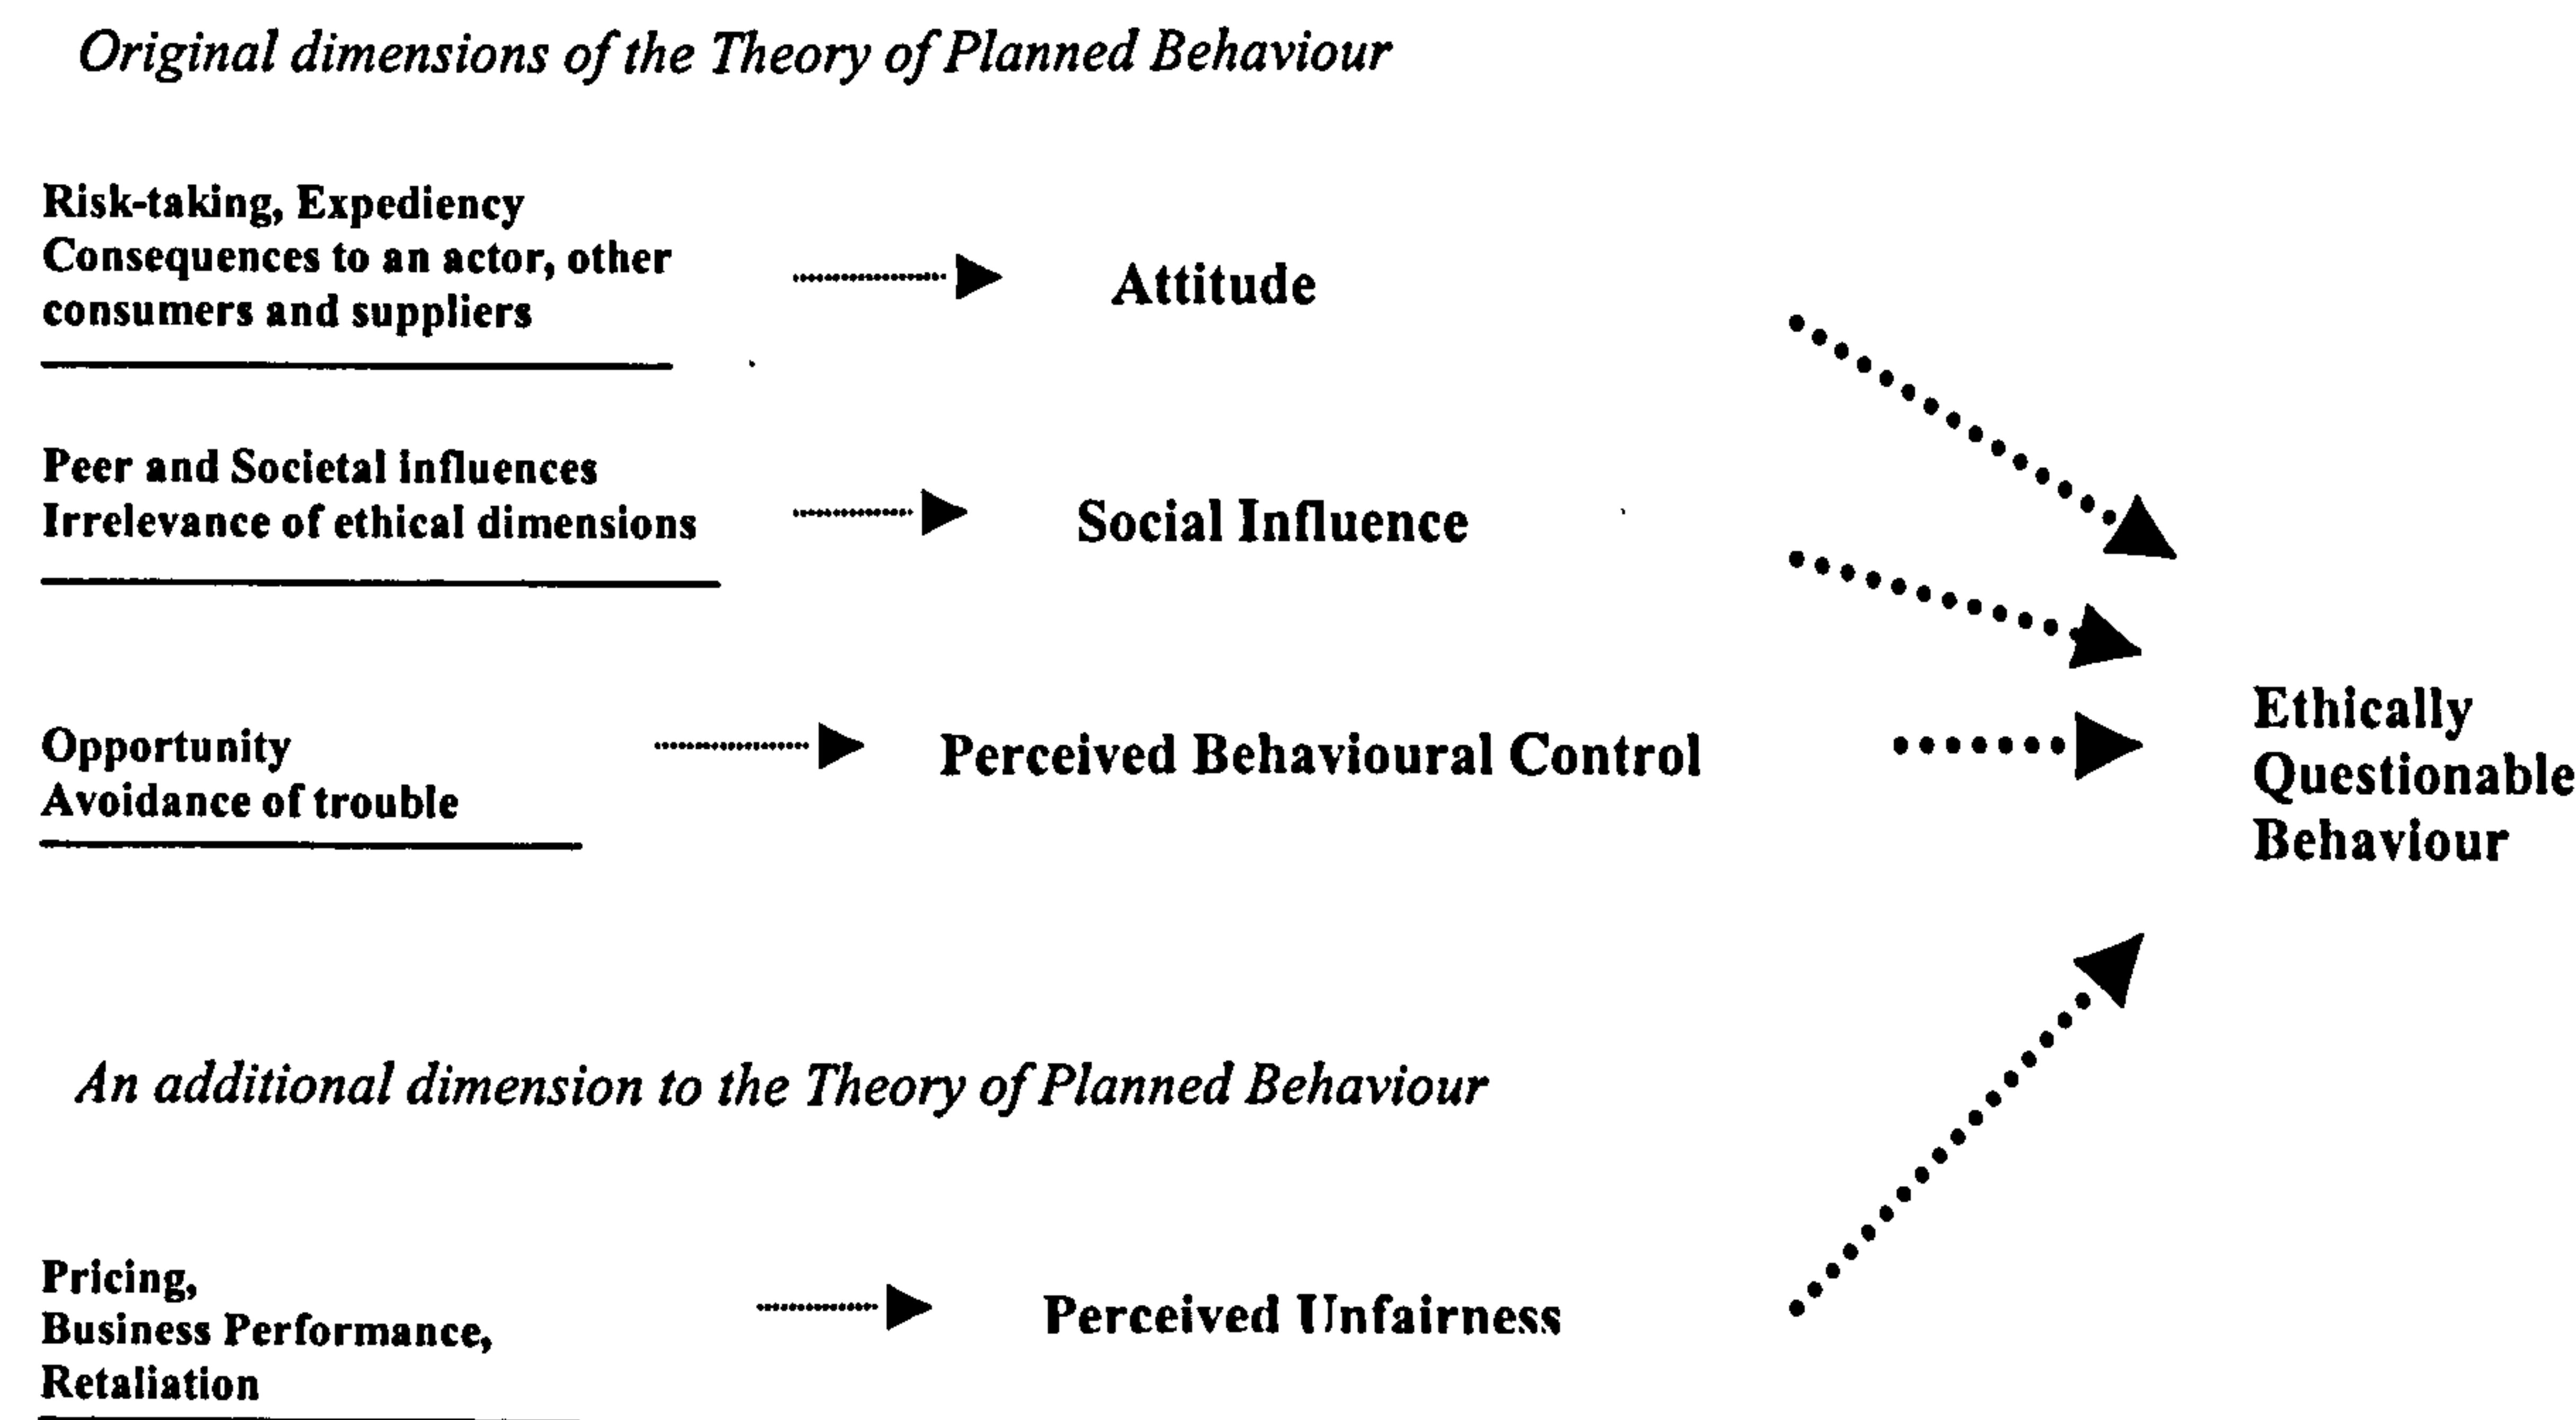 Original dimensions of the Theory of Planned Behaviour
Risk-taking, Expediency
Consequences to an actor, other
consumers and suppliers
Attitude
Peer and Societal influences
Irrelevance of ethical dimensions
Social Influence
Opportunity
Avoidance of trouble
Perceived Behavioural Control
Ethically
Questionable
Behaviour
An additional dimension to the Theory of Planned Behaviour
Pricing,
Business Performance,
Retaliation
Perceived Unfairness